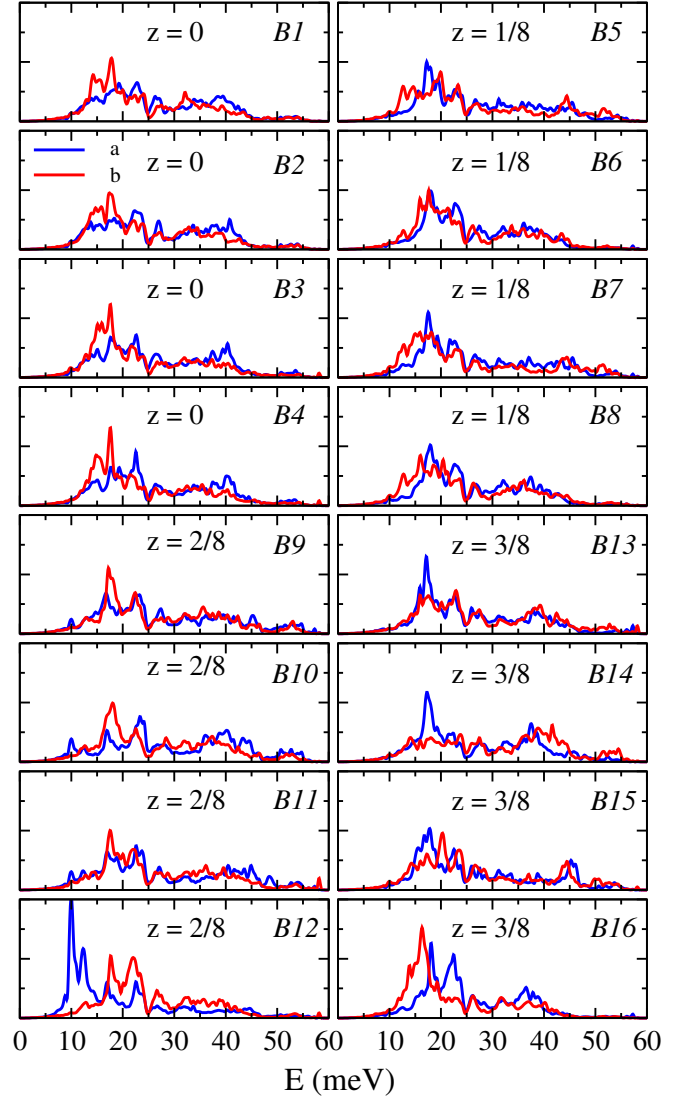 z = 0 B1
z = 1/8 B5
a
b
z = 0 B2
z = 1/8 B6
z = 0 B3
z = 1/8 B7
z = 0 B4
z = 1/8 B8
z = 2/8 B9
z = 3/8 B13
z = 2/8 B10
z = 3/8 B14
z = 2/8 B11
z = 3/8 B15
z = 2/8 B12
z = 3/8 B16
0 10 20 30 40 50 60 0 10 20 30 40 50 60
E (meV)